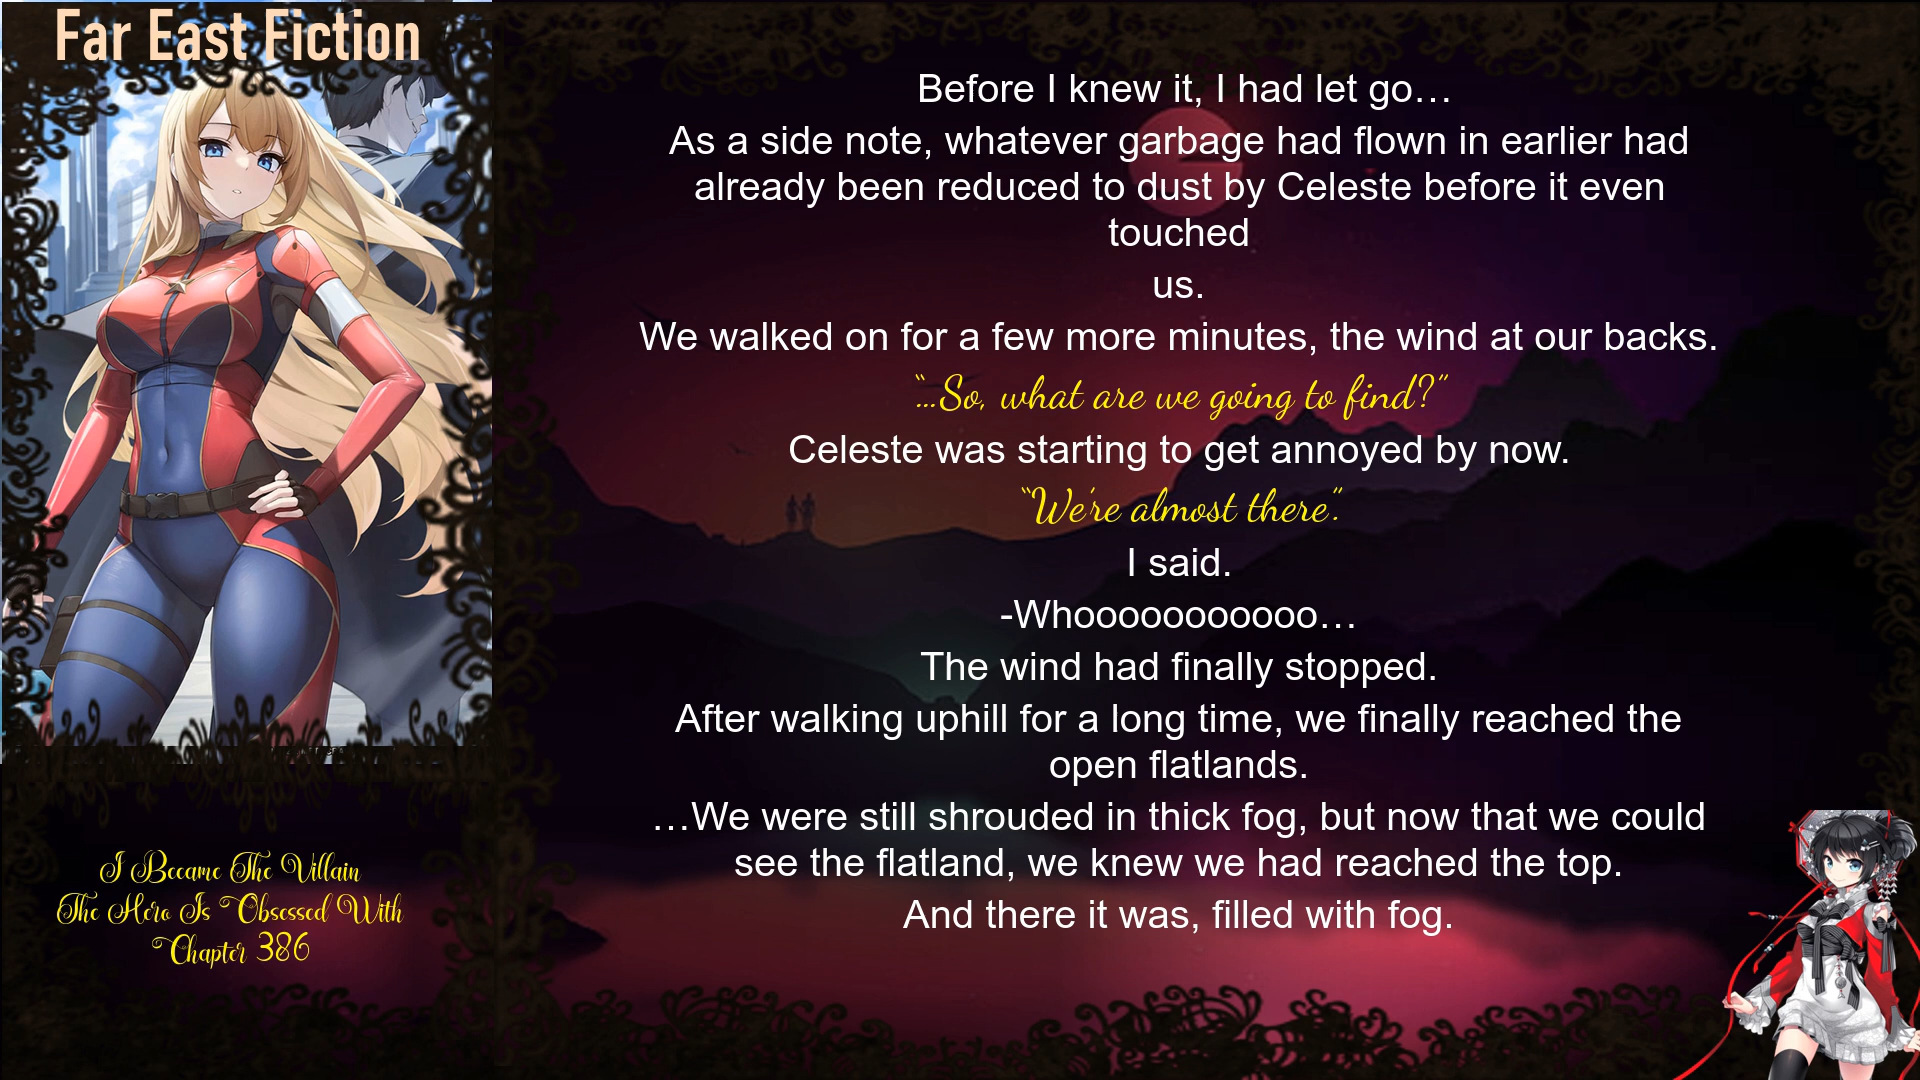 Far East Fiction
Before I knew it, I had let go…
As a side note, whatever garbage had flown in earlier had
already been reduced to dust by Celeste before it even
touched
us.
We walked on for a few more minutes, the wind at our backs.
“…So, what are we going to find?”
Celeste was starting to get annoyed by now.
“We’re almost there”.
I said.
-Whooooooooooo…
The wind had finally stopped.
After walking uphill for a long time, we finally reached the
open flatlands.
…We were still shrouded in thick fog, but now that we could
see the flatland, we knew we had reached the top.
And there it was, filled with fog.
I Became The Villain
The Hero Is Obsessed With
Chapter 386